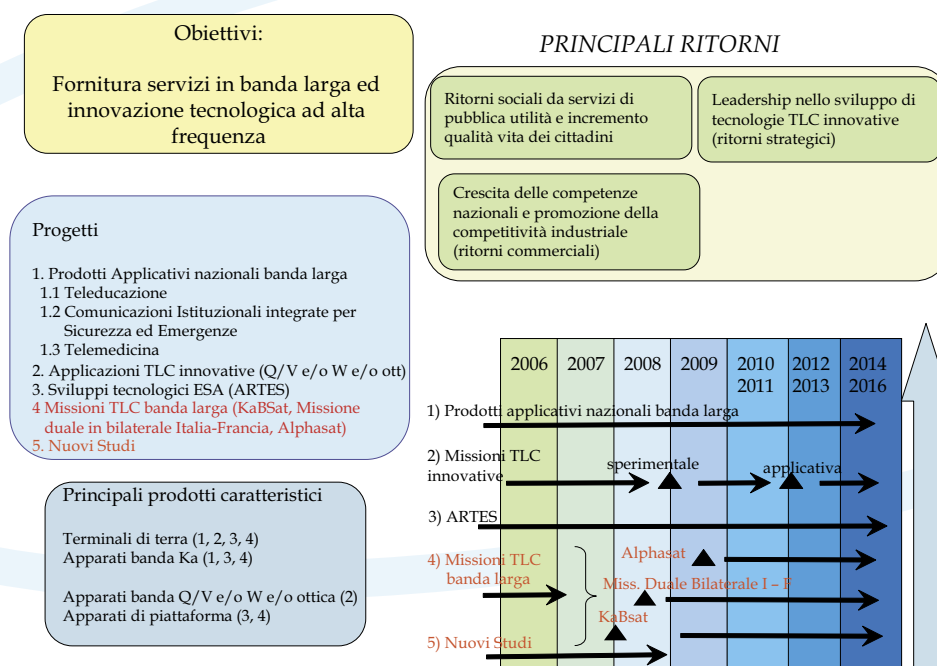 Obiettivi:
Fornitura servizi in banda larga ed
innovazione tecnologica ad alta
frequenza
PRINCIPALI RITORNI
Ritorni sociali da servizi di
pubblica utilità e incremento
qualità vita dei cittadini
Leadership nello sviluppo di
tecnologie TLC innovative
(ritorni strategici)
Crescita delle competenze
nazionali e promozione della
competitività industriale
(ritorni commerciali)
Progetti
1. Prodotti Applicativi nazionali banda larga
1.1 Teleducazione
1.2 Comunicazioni Istituzionali integrate per
Sicurezza ed Emergenze
1.3 Telemedicina
2. Applicazioni TLC innovative (Q/V e/o W e/o ott)
3. Sviluppi tecnologici ESA (ARTES)
4 Missioni TLC banda larga (KaBSat, Missione
duale in bilaterale Italia-Francia, Alphasat)
5. Nuovi Studi
Principali prodotti caratteristici
Terminali di terra (1, 2, 3, 4)
Apparati banda Ka (1, 3, 4)
Apparati banda Q/V e/o W e/o ottica (2)
Apparati di piattaforma (3, 4)
2006 2007 2008 2009 2010 2012 2014
2011 2013 2016
1) Prodotti applicativi nazionali banda larga
2) Missioni TLC
innovative
sperimentale
applicativa
3) ARTES
4) Missioni TLC
banda larga
Alphasat
Miss. Duale Bilaterale I – F
KaBsat
5) Nuovi Studi